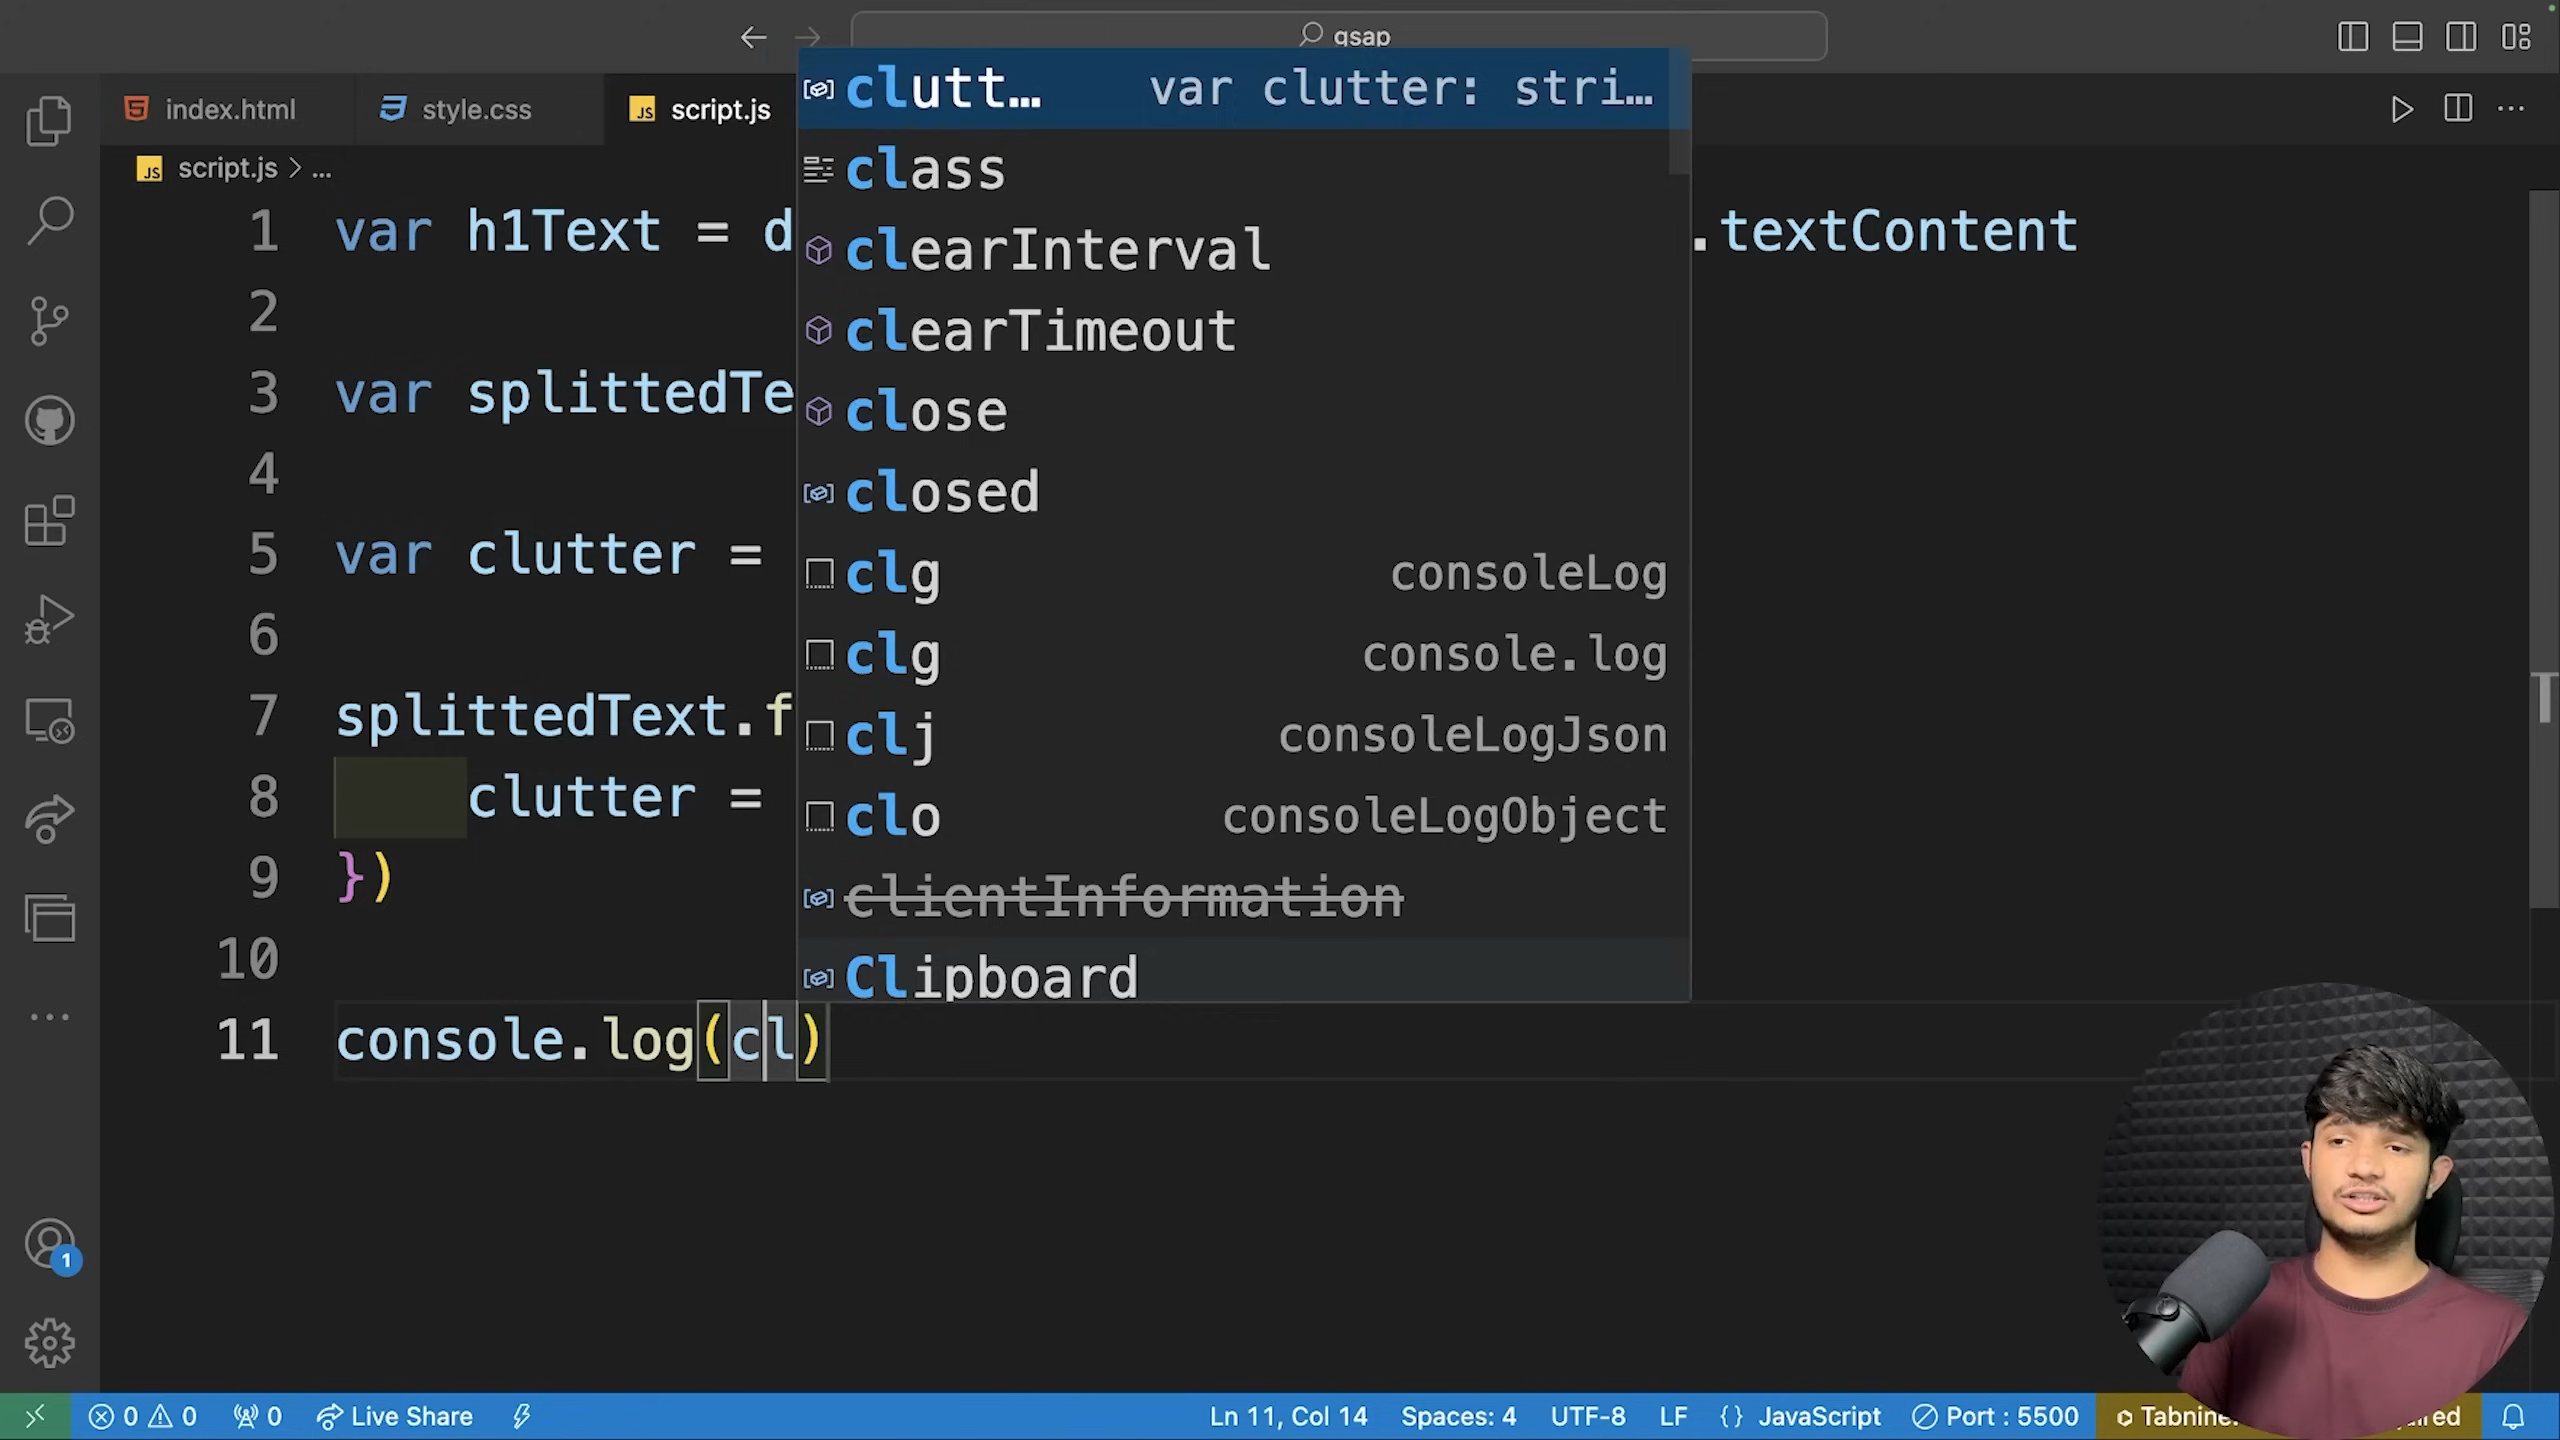 gsap
index.html
style.css
script.js
script.js > ...
clutt… var clutter: stri…
class
clearInterval
clearTimeout
close
closed
clg consoleLog
clg console.log
clj consoleLogJson
clo consoleLogObject
clientInformation
Clipboard
1 var h1Text = d .textContent
2
3 var splittedTe
4
5 var clutter =
6
7 splittedText.f
8 clutter =
9 })
10
11 console.log(cl)
1
0 0 0 Live Share Ln 11, Col 14 Spaces: 4 UTF-8 LF {} JavaScript Port : 5500 Tabnine: